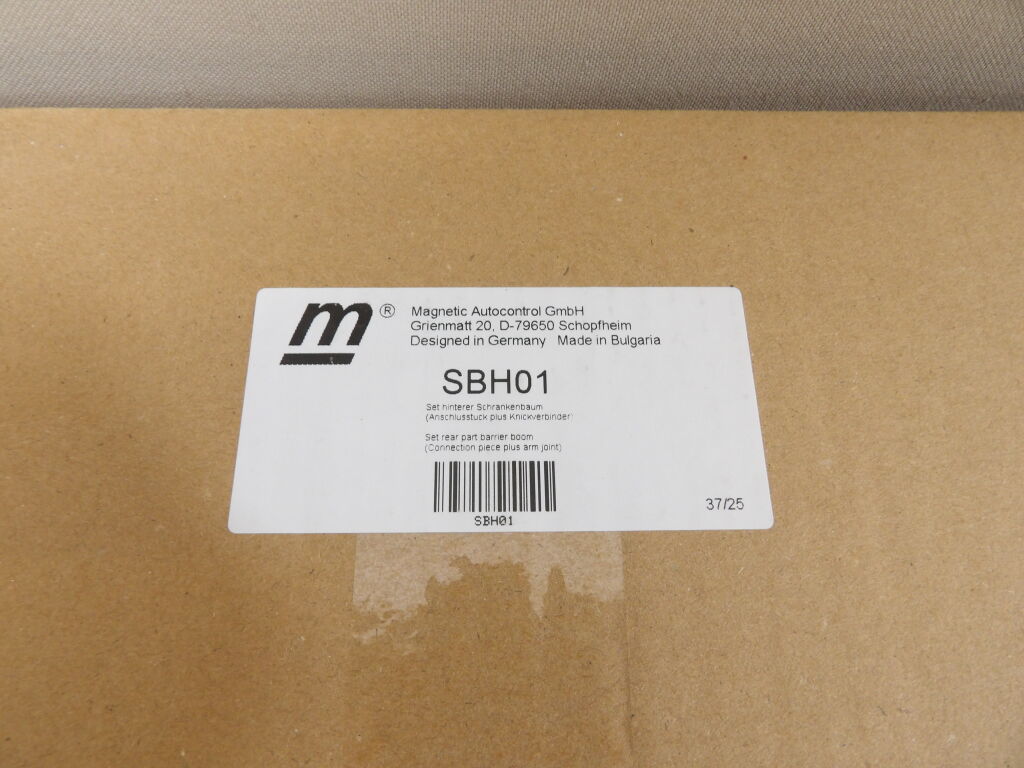 m®
Magnetic Autocontrol GmbH
Grienmatt 20, D-79650 Schopfheim
Designed in Germany Made in Bulgaria
SBH01
Set hinterer Schrankenbaum
(Anschlusstück plus Knickverbinder)
Set rear part barrier boom
(Connection piece plus arm joint)
SBH01
37/25